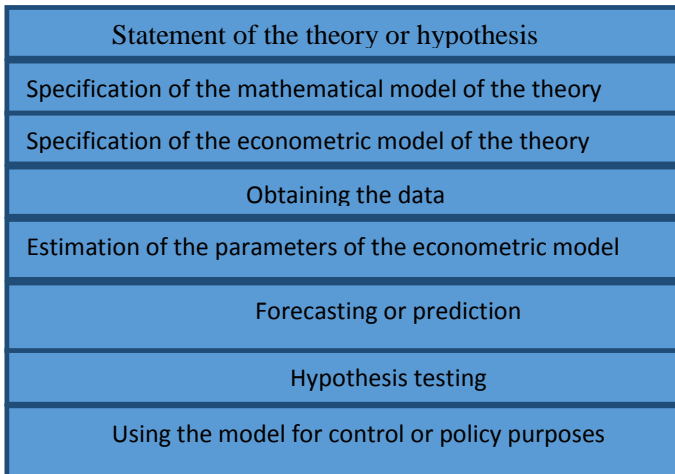 Statement of the theory or hypothesis
Specification of the mathematical model of the theory
Specification of the econometric model of the theory
Obtaining the data
Estimation of the parameters of the econometric model
Forecasting or prediction
Hypothesis testing
Using the model for control or policy purposes